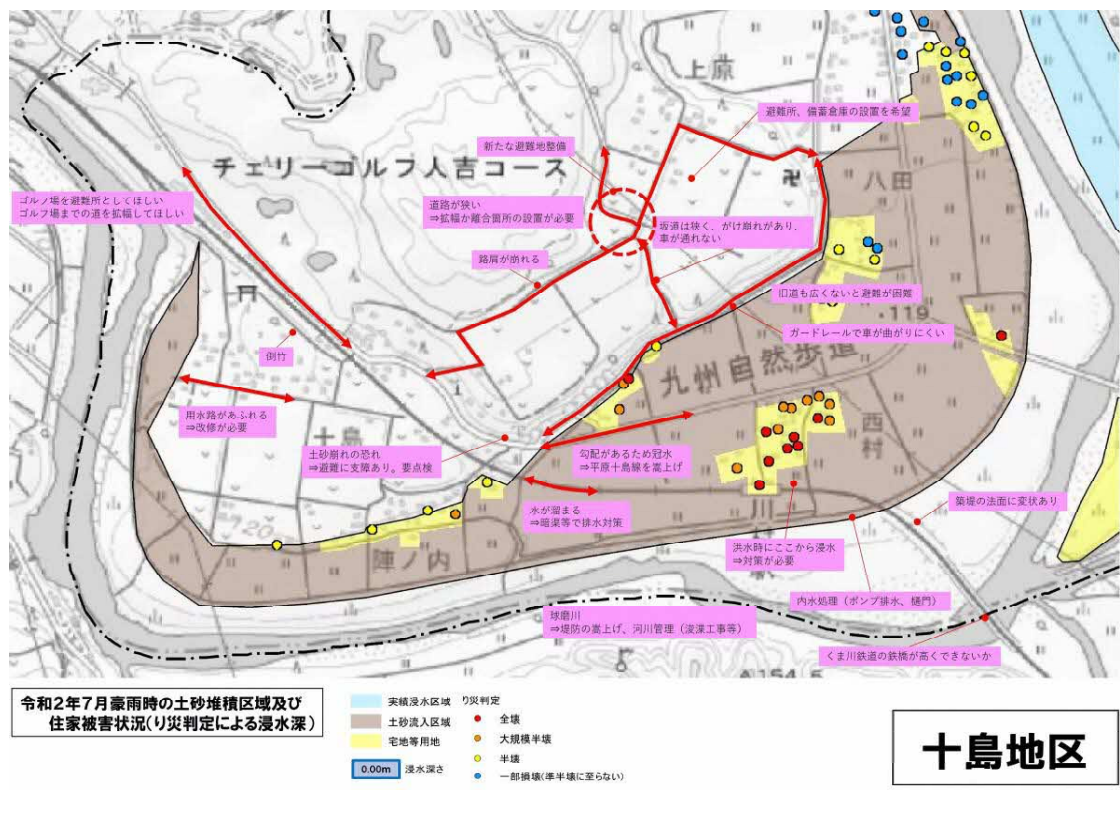 上原
避難所、備蓄倉庫の設置を希望
新たな避難地整備
チェリーゴルフ人吉コース
八田
ゴルノ場を避難所としてほしい
ゴルフ場までの道を拡幅してほしい
道路が狭い
⇒拡幅か離合箇所の設置が必要
坂道は狭く、がけ崩れがあり、
車が通れない
路肩が崩れる
旧道も広くないと避難が困難
・119
ガードレールで車が曲がりにくい
倒竹
九州自然歩道
用水路があふれる
⇒改修が必要
十島
西村
土砂崩れの恐れ
⇒避難に支障あり。要点検
勾配があるため冠水
⇒平原十島線を嵩上げ
築堤の法面に変状あり
水が溜まる
⇒暗渠等で排水対策
川
陣ノ内
洪水時にここから浸水
⇒対策が必要
内水処理（ポンプ排水、樋門）
球磨川
⇒堤防の嵩上げ、河川管理（浚渫工事等）
くま川鉄道の鉄橋が高くできないか
令和2年7月豪雨時の土砂堆積区域及び
住家被害状況(り災判定による浸水深)
実績浸水区域
土砂流入区域
宅地等用地
0.00m 浸水深さ
り災判定
全壊
大規模半壊
半壊
一部損壊(準半壊に至らない)
十島地区